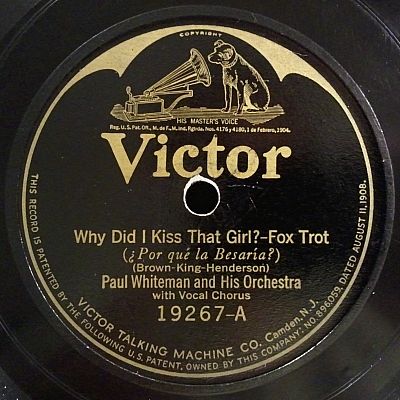 COPYRIGHT
HIS MASTER'S VOICE
Reg. U.S. Pat. Off., M. de F., M. Ind. Rgtrda. Nos. 4176 y 4180, 1 de Febrero, 1904.
Victor
Why Did I Kiss That Girl?-Fox Trot
(¿Por qué la Besaría?)
(Brown-King-Henderson)
Paul Whiteman and His Orchestra
with Vocal Chorus
19267-A
VICTOR TALKING MACHINE CO. Camden, N.J.
THIS RECORD IS PATENTED BY THE FOLLOWING U.S. PATENT, OWNED BY THIS COMPANY: NO. 896,059, DATED AUGUST 11, 1908.